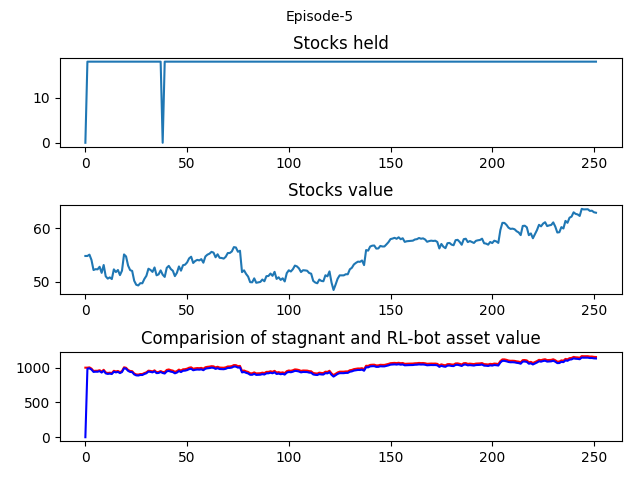 Episode-5
Stocks held
10
0
0 50 100 150 200 250
Stocks value
60
50
0 50 100 150 200 250
Comparision of stagnant and RL-bot asset value
1000
500
0
0 50 100 150 200 250